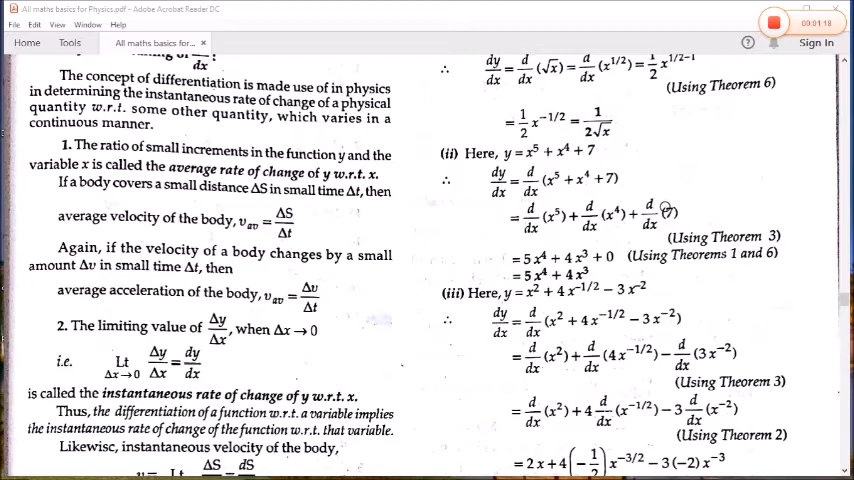 All maths basics for Physics.pdf - Adobe Acrobat Reader DC
File Edit View Window Help
Home Tools All maths basics for... × 00:01:18 Sign In
dx
The concept of differentiation is made use of in physics
in determining the instantaneous rate of change of a physical
quantity w.r.t. some other quantity, which varies in a
continuous manner.
1. The ratio of small increments in the function y and the
variable x is called the average rate of change of y w.r.t. x.
If a body covers a small distance ΔS in small time Δt, then
average velocity of the body, v_av = ΔS/Δt
Again, if the velocity of a body changes by a small
amount Δv in small time Δt, then
average acceleration of the body, v_av = Δv/Δt
2. The limiting value of Δy/Δx, when Δx → 0
i.e. Lt Δx→0 Δy/Δx = dy/dx
is called the instantaneous rate of change of y w.r.t. x.
Thus, the differentiation of a function w.r.t. a variable implies
the instantaneous rate of change of the function w.r.t. that variable.
Likewise, instantaneous velocity of the body,
Lt ΔS dS
∴ dy/dx = d/dx (√x) = d/dx (x^1/2) = 1/2 x^1/2−1
(Using Theorem 6)
= 1/2 x^−1/2 = 1/2√x
(ii) Here, y = x^5 + x^4 + 7
∴ dy/dx = d/dx (x^5 + x^4 + 7)
= d/dx (x^5) + d/dx (x^4) + d/dx (7)
(Using Theorem 3)
= 5x^4 + 4x^3 + 0 (Using Theorems 1 and 6)
= 5x^4 + 4x^3
(iii) Here, y = x^2 + 4x^−1/2 − 3x^−2
∴ dy/dx = d/dx (x^2 + 4x^−1/2 − 3x^−2)
= d/dx (x^2) + d/dx (4x^−1/2) − d/dx (3x^−2)
(Using Theorem 3)
= d/dx (x^2) + 4 d/dx (x^−1/2) − 3 d/dx (x^−2)
(Using Theorem 2)
= 2x + 4(−1/2) x^−3/2 − 3(−2) x^−3